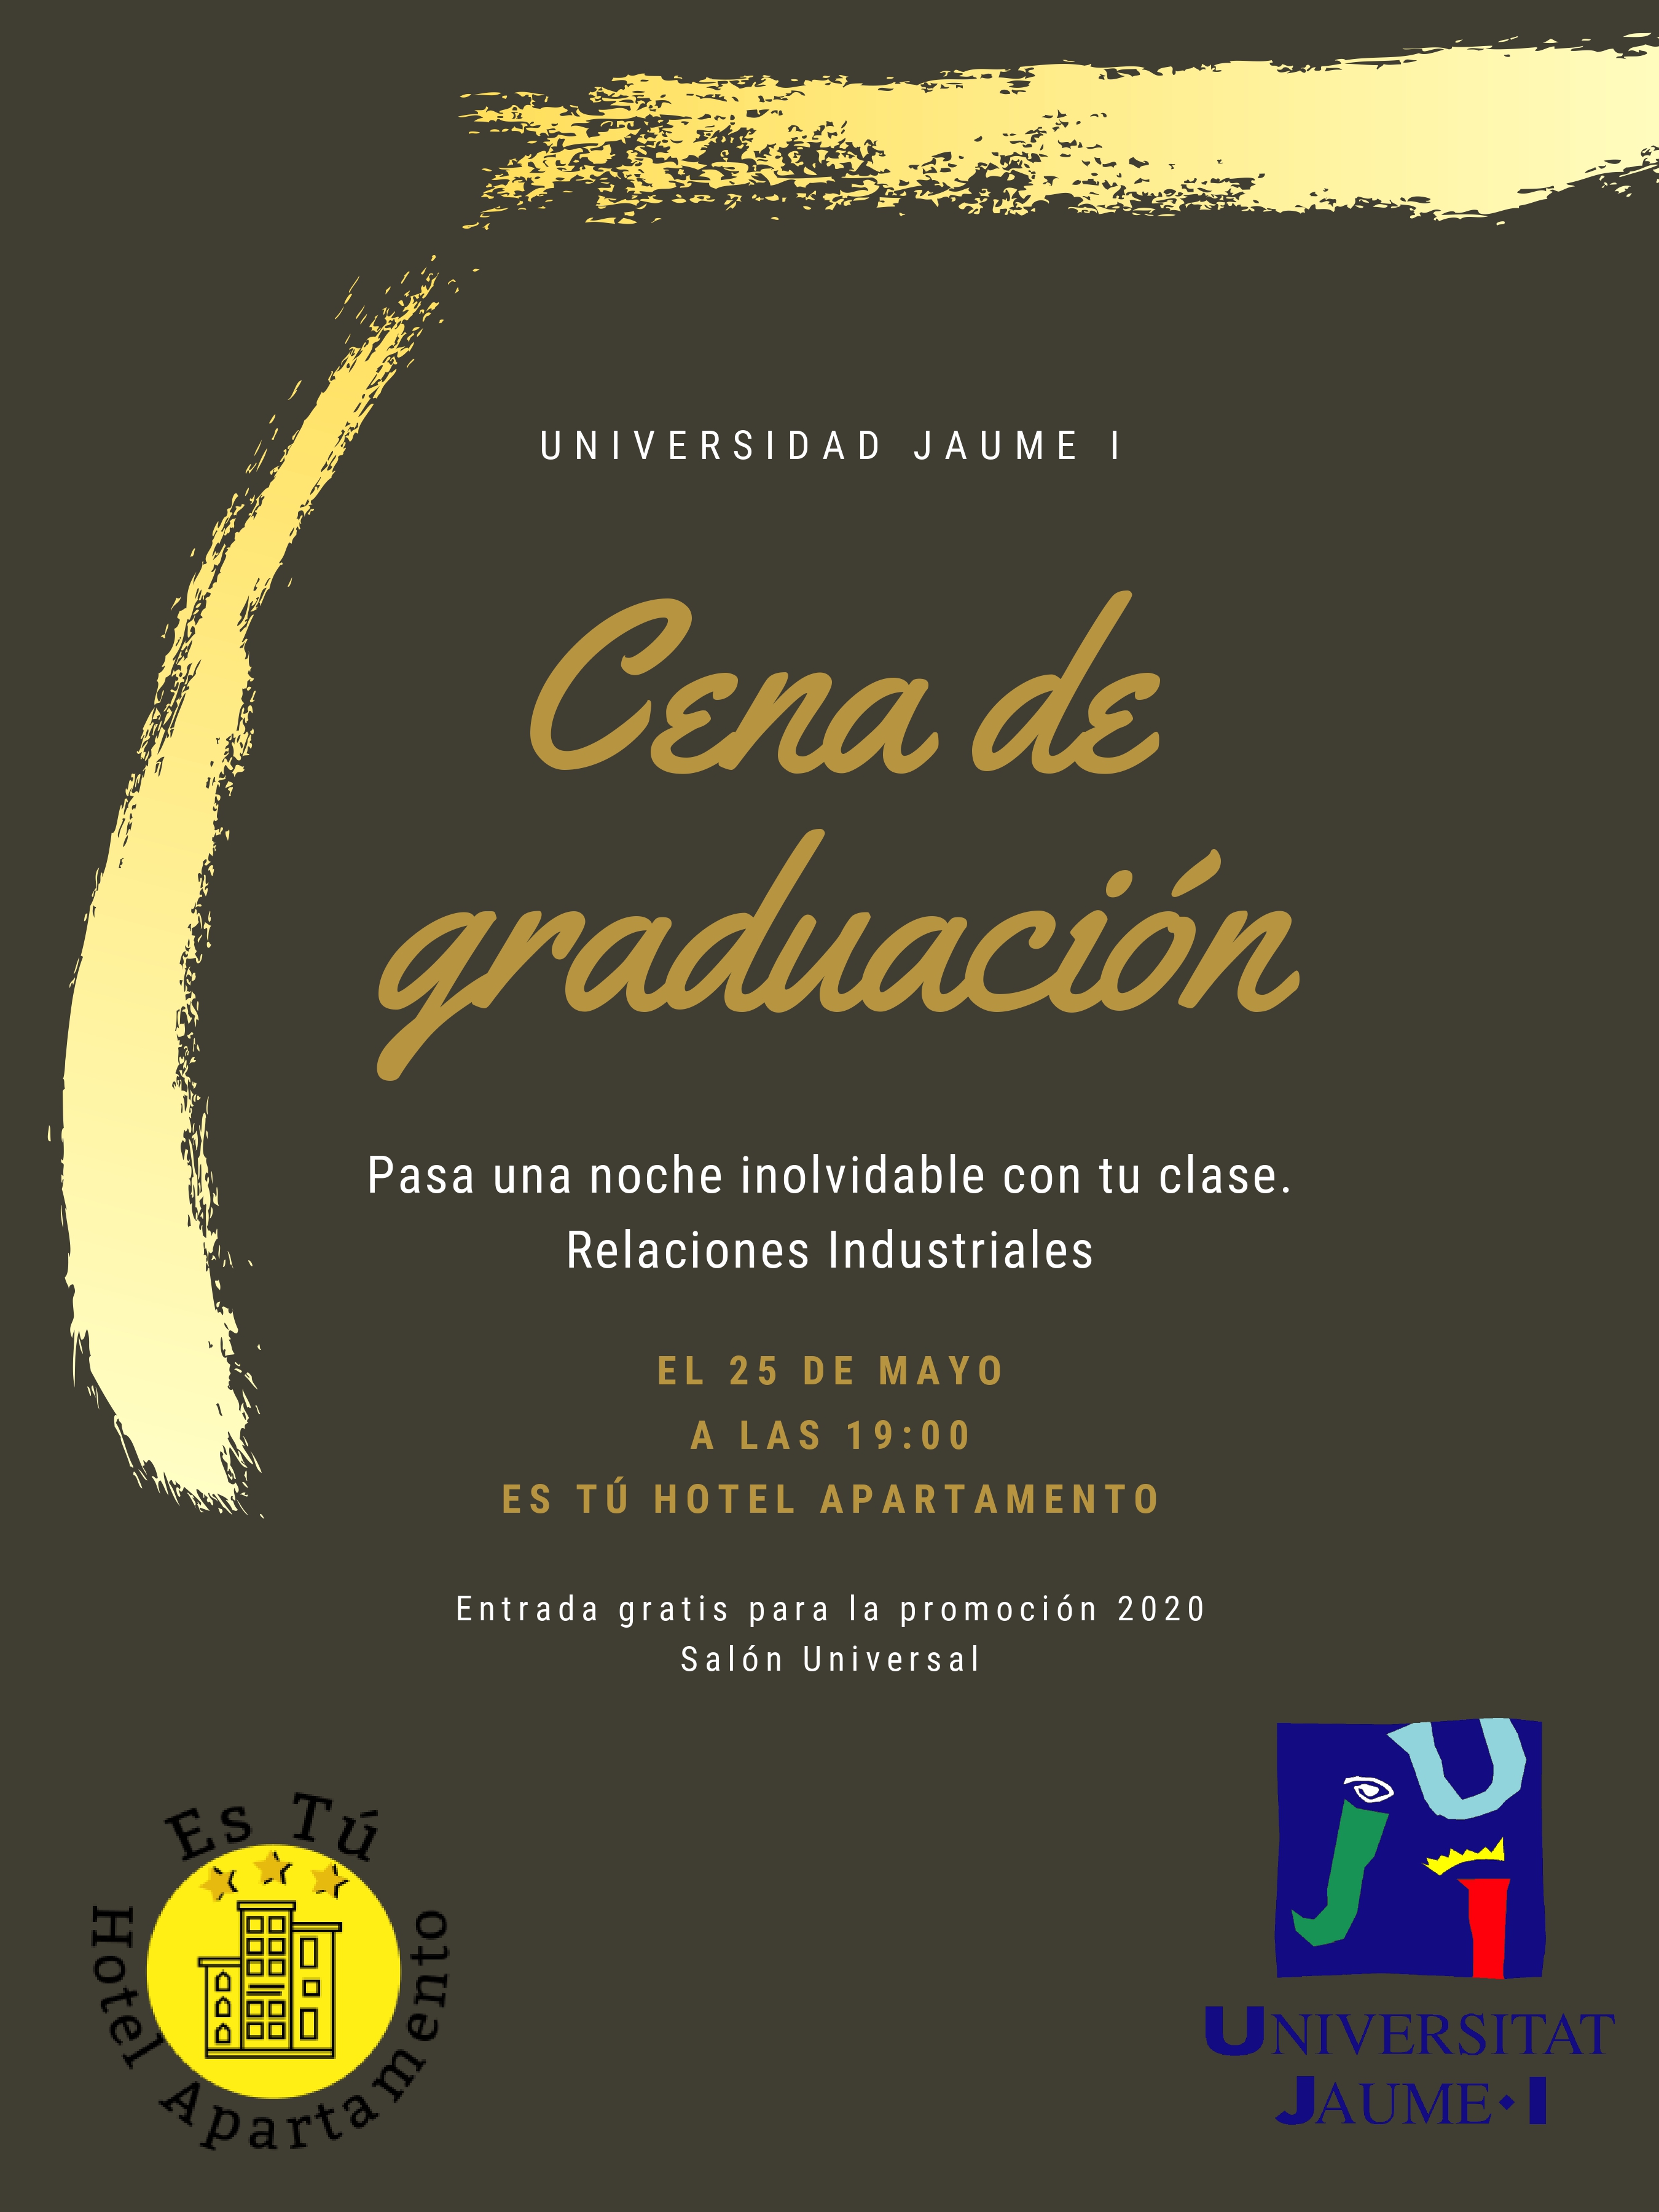 UNIVERSIDAD JAUME I
Cena de
graduación
Pasa una noche inolvidable con tu clase.
Relaciones Industriales
EL 25 DE MAYO
A LAS 19:00
ES TÚ HOTEL APARTAMENTO
Entrada gratis para la promoción 2020
Salón Universal
Es Tú
Hotel Apartamento
UJI
UNIVERSITAT
JAUME·I